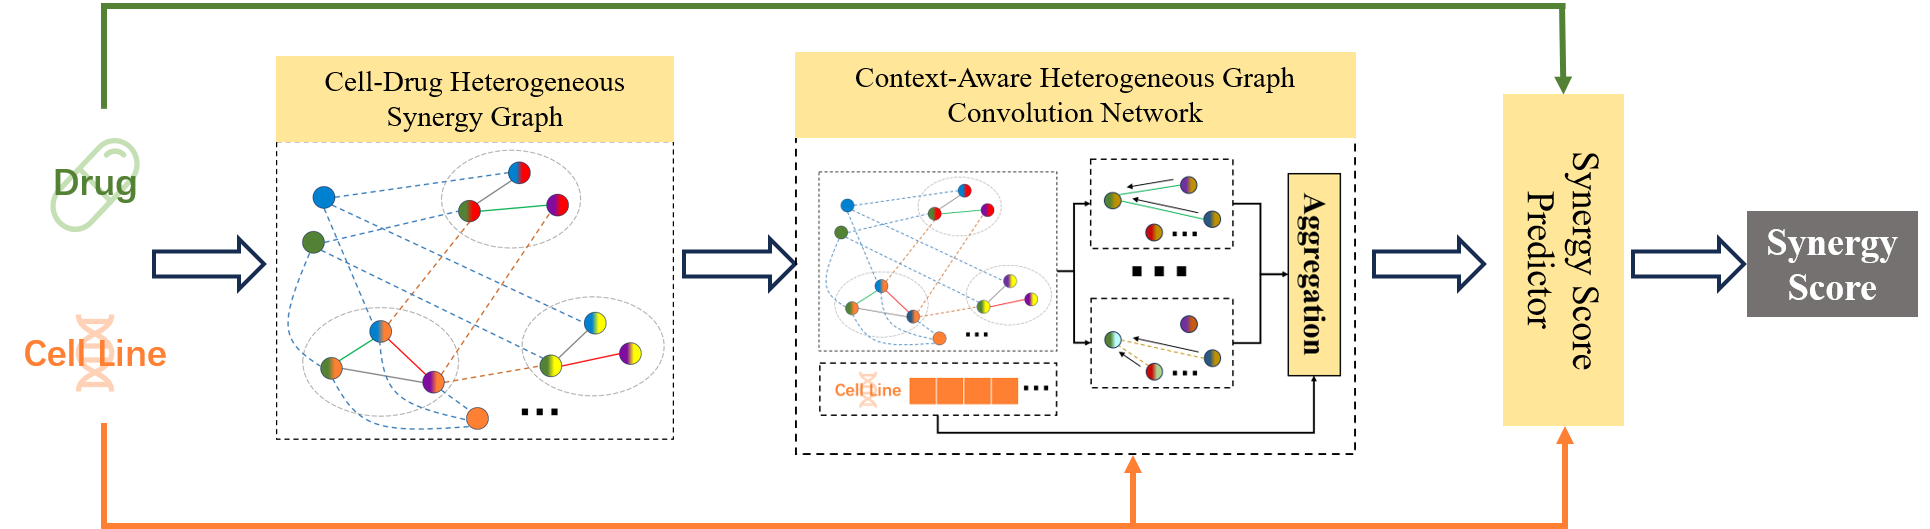 Drug
Cell Line
Cell-Drug Heterogeneous
Synergy Graph
Context-Aware Heterogeneous Graph
Convolution Network
Cell Line
Aggregation
Synergy Score
Predictor
Synergy
Score